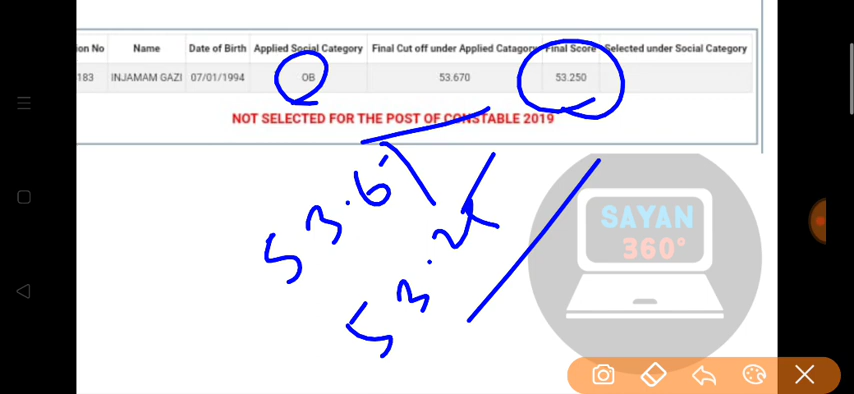 ion No Name Date of Birth Applied Social Category Final Cut off under Applied Catagory Final Score Selected under Social Category
183 INJAMAM GAZI 07/01/1994 OB 53.670 53.250
NOT SELECTED FOR THE POST OF CONSTABLE 2019
53.67
53.25
SAYAN
360°